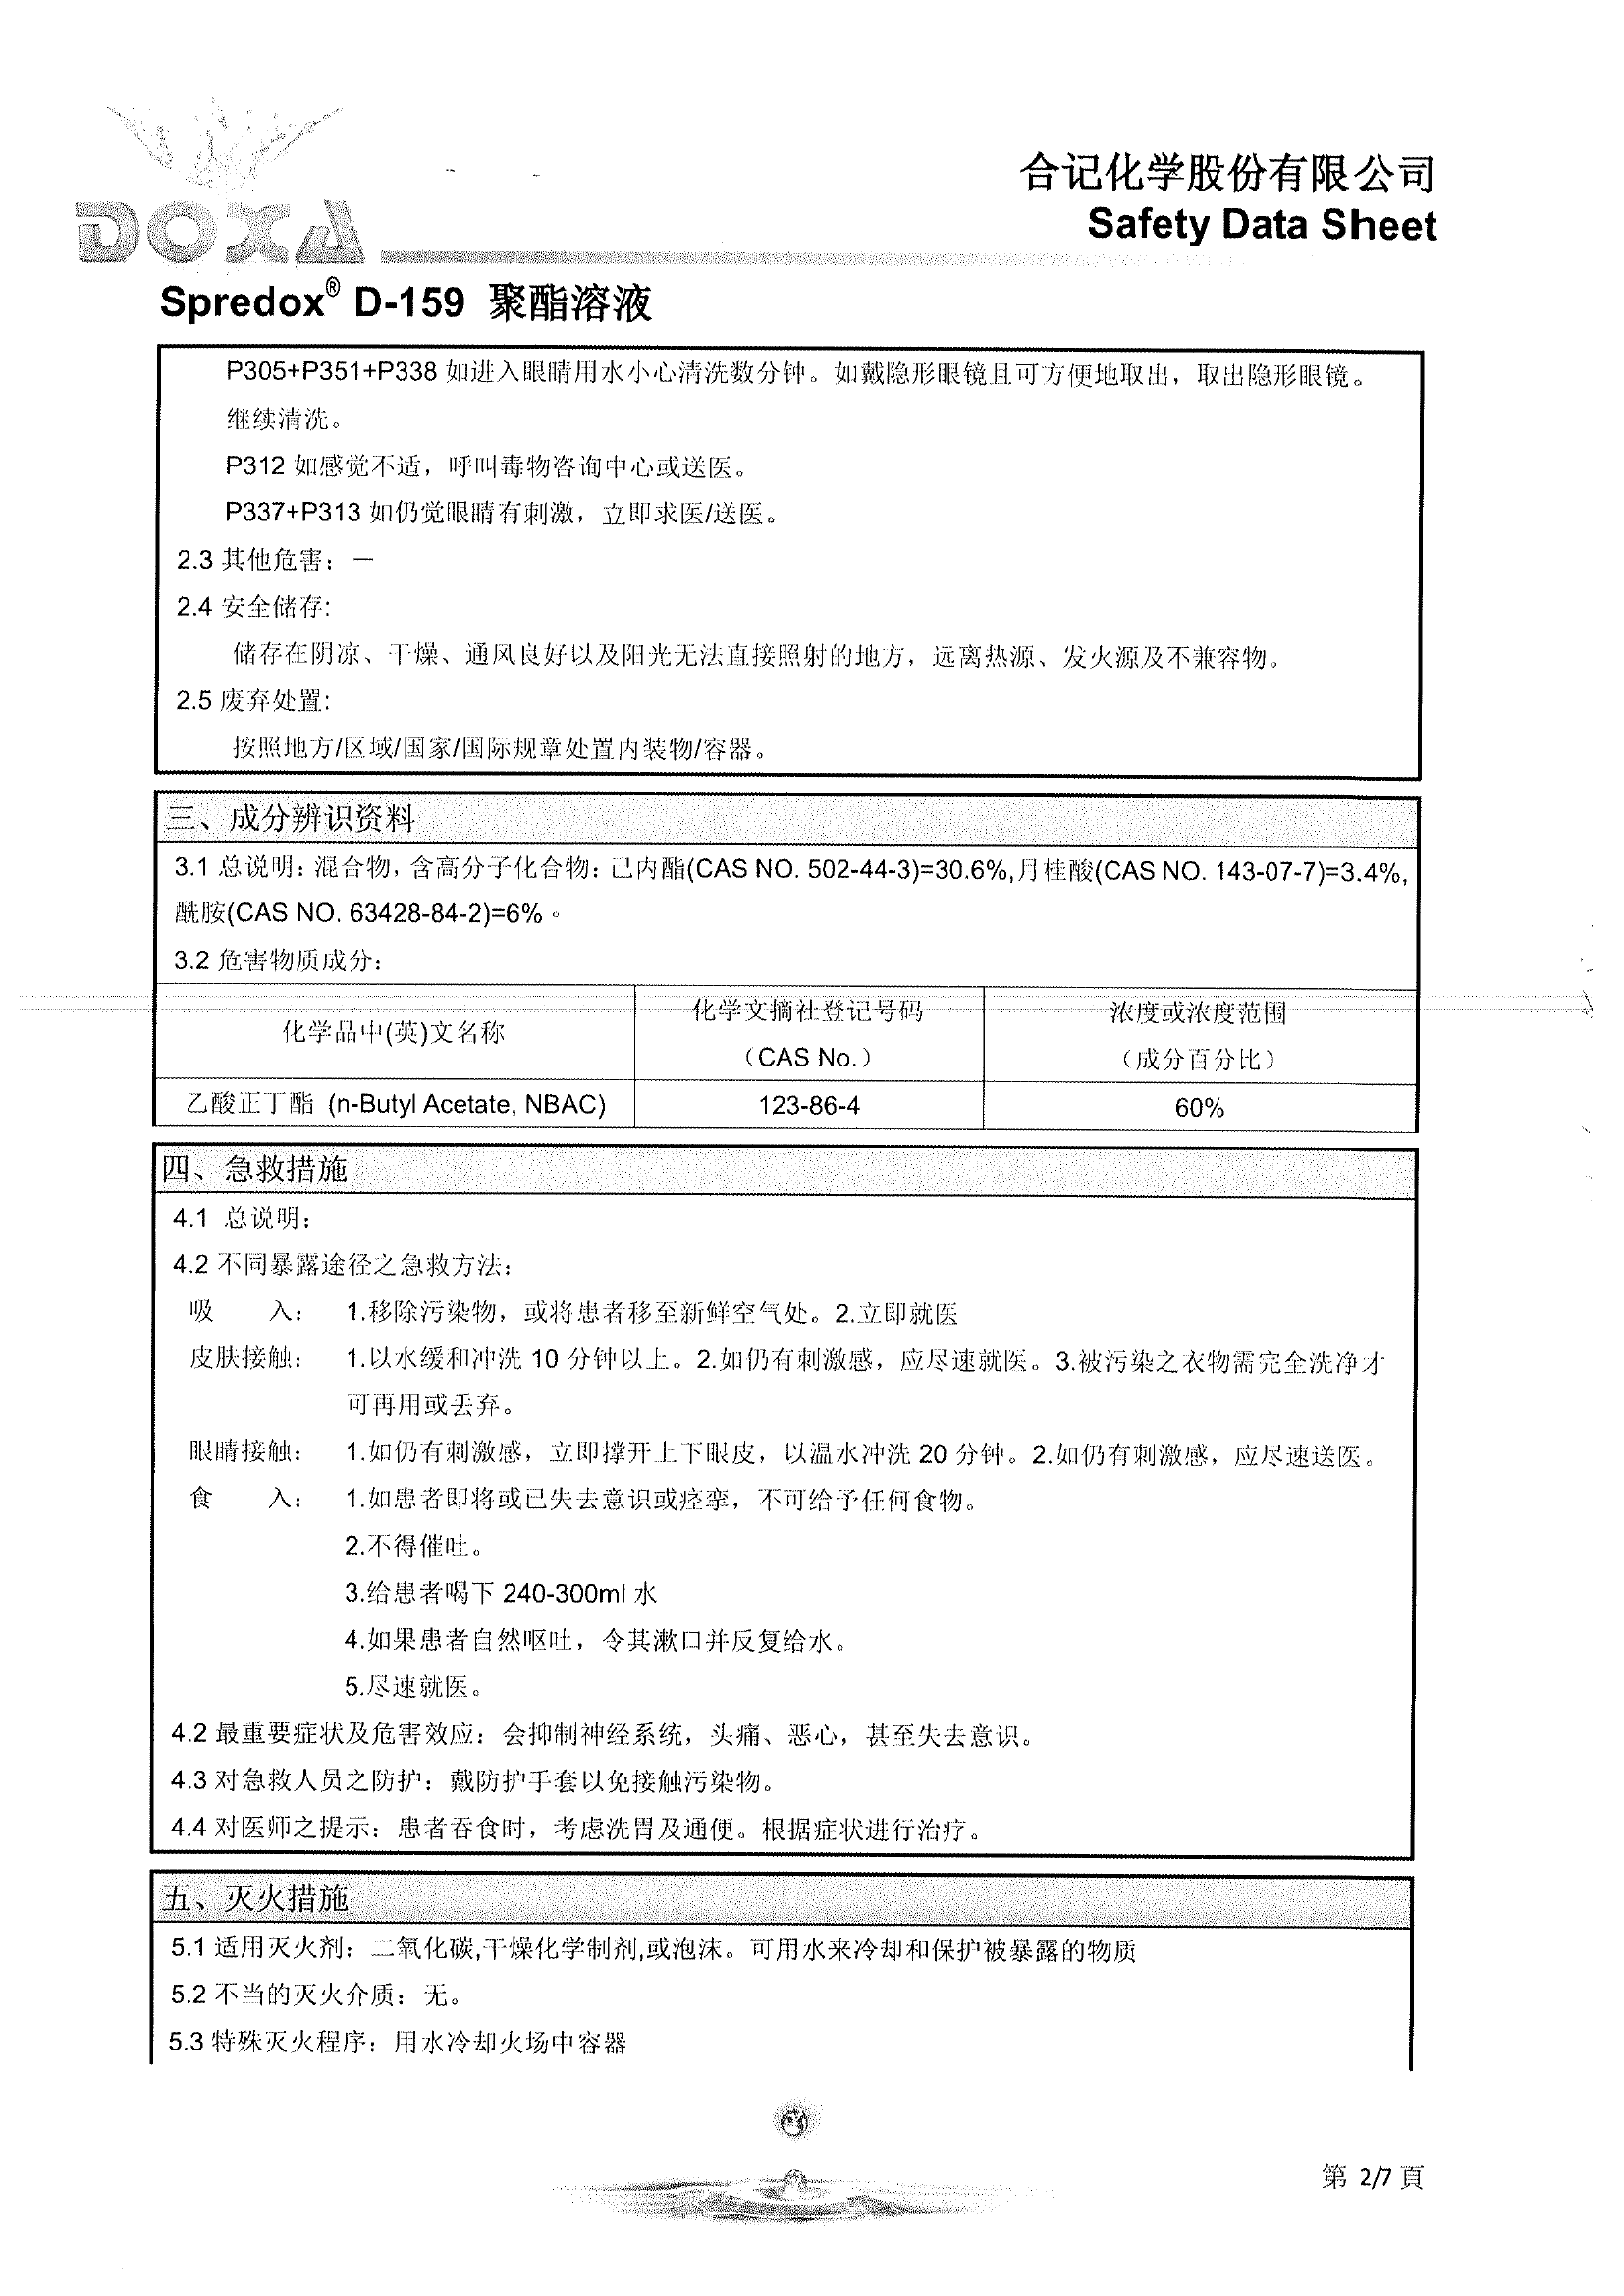 DOXA
合记化学股份有限公司
Safety Data Sheet
Spredox® D-159 聚酯溶液
P305+P351+P338 如进入眼睛用水小心清洗数分钟。如戴隐形眼镜且可方便地取出，取出隐形眼镜。
继续清洗。
P312 如感觉不适，呼叫毒物咨询中心或送医。
P337+P313 如仍觉眼睛有刺激，立即求医/送医。
2.3 其他危害：—
2.4 安全储存:
储存在阴凉、干燥、通风良好以及阳光无法直接照射的地方，远离热源、发火源及不兼容物。
2.5 废弃处置:
按照地方/区域/国家/国际规章处置内装物/容器。
三、成分辨识资料
3.1 总说明：混合物，含高分子化合物：己内酯(CAS NO. 502-44-3)=30.6%,月桂酸(CAS NO. 143-07-7)=3.4%,
酰胺(CAS NO. 63428-84-2)=6%。
3.2 危害物质成分：
化学品中(英)文名称
化学文摘社登记号码
（CAS No.）
浓度或浓度范围
（成分百分比）
乙酸正丁酯 (n-Butyl Acetate, NBAC) 123-86-4 60%
四、急救措施
4.1 总说明：
4.2 不同暴露途径之急救方法：
吸 入： 1.移除污染物，或将患者移至新鲜空气处。2.立即就医
皮肤接触： 1.以水缓和冲洗 10 分钟以上。2.如仍有刺激感，应尽速就医。3.被污染之衣物需完全洗净才
可再用或丢弃。
眼睛接触： 1.如仍有刺激感，立即撑开上下眼皮，以温水冲洗 20 分钟。2.如仍有刺激感，应尽速送医。
食 入： 1.如患者即将或已失去意识或痉挛，不可给予任何食物。
2.不得催吐。
3.给患者喝下 240-300ml 水
4.如果患者自然呕吐，令其漱口并反复给水。
5.尽速就医。
4.2 最重要症状及危害效应：会抑制神经系统，头痛、恶心，甚至失去意识。
4.3 对急救人员之防护：戴防护手套以免接触污染物。
4.4 对医师之提示：患者吞食时，考虑洗胃及通便。根据症状进行治疗。
五、灭火措施
5.1 适用灭火剂：二氧化碳,干燥化学制剂,或泡沫。可用水来冷却和保护被暴露的物质
5.2 不当的灭火介质：无。
5.3 特殊灭火程序：用水冷却火场中容器
第 2/7 頁